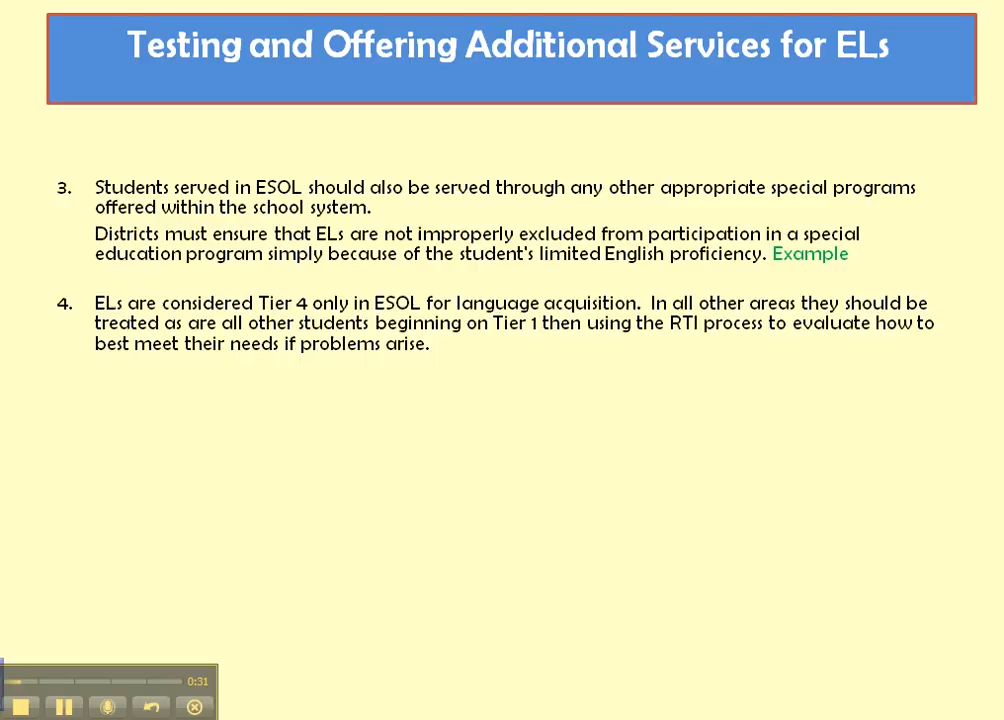 Testing and Offering Additional Services for ELs
3. Students served in ESOL should also be served through any other appropriate special programs
offered within the school system.
Districts must ensure that ELs are not improperly excluded from participation in a special
education program simply because of the student's limited English proficiency. Example
4. ELs are considered Tier 4 only in ESOL for language acquisition. In all other areas they should be
treated as are all other students beginning on Tier 1 then using the RTI process to evaluate how to
best meet their needs if problems arise.
0:31